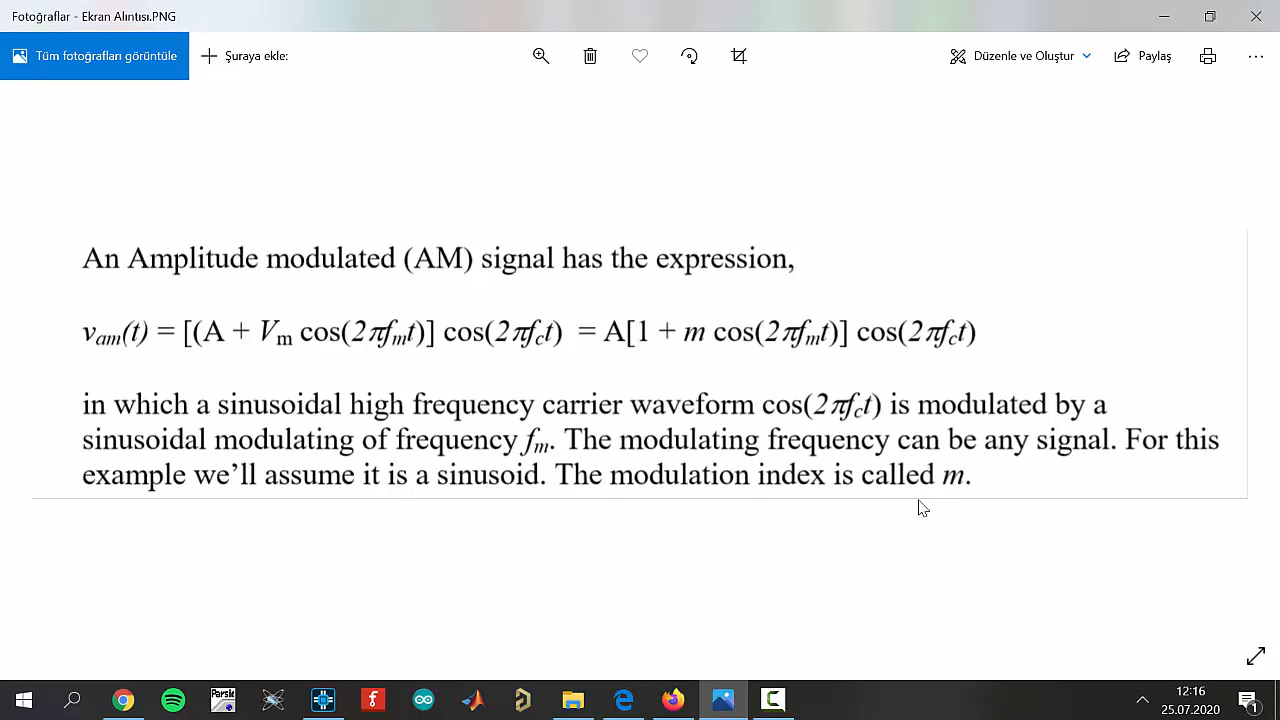 Fotoğraflar - Ekran Alıntısı.PNG
Tüm fotoğrafları görüntüle
Şuraya ekle:
Düzenle ve Oluştur
Paylaş
An Amplitude modulated (AM) signal has the expression,
vam(t) = [(A + Vm cos(2πfmt)] cos(2πfct) = A[1 + m cos(2πfmt)] cos(2πfct)
in which a sinusoidal high frequency carrier waveform cos(2πfct) is modulated by a
sinusoidal modulating of frequency fm. The modulating frequency can be any signal. For this
example we'll assume it is a sinusoid. The modulation index is called m.
Parsic
12:16
25.07.2020
1